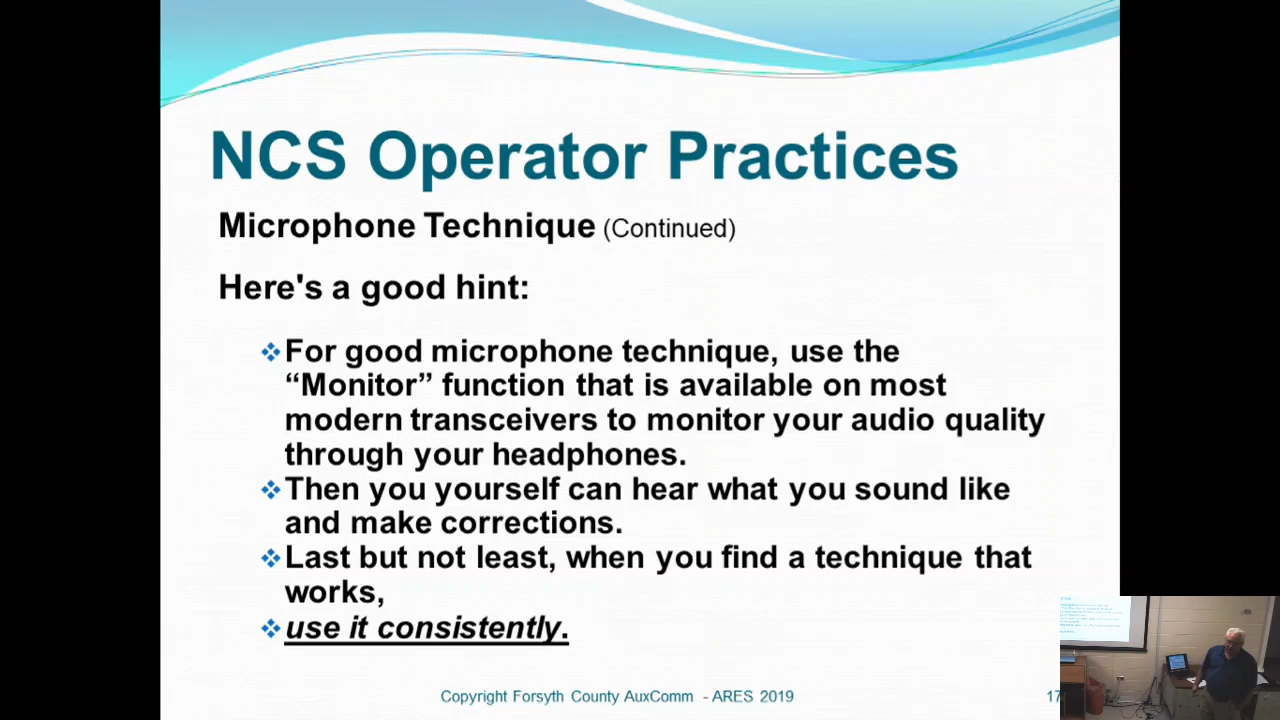 NCS Operator Practices
Microphone Technique (Continued)
Here's a good hint:
❖For good microphone technique, use the
“Monitor” function that is available on most
modern transceivers to monitor your audio quality
through your headphones.
❖Then you yourself can hear what you sound like
and make corrections.
❖Last but not least, when you find a technique that
works,
❖use it consistently.
Copyright Forsyth County AuxComm - ARES 2019
17